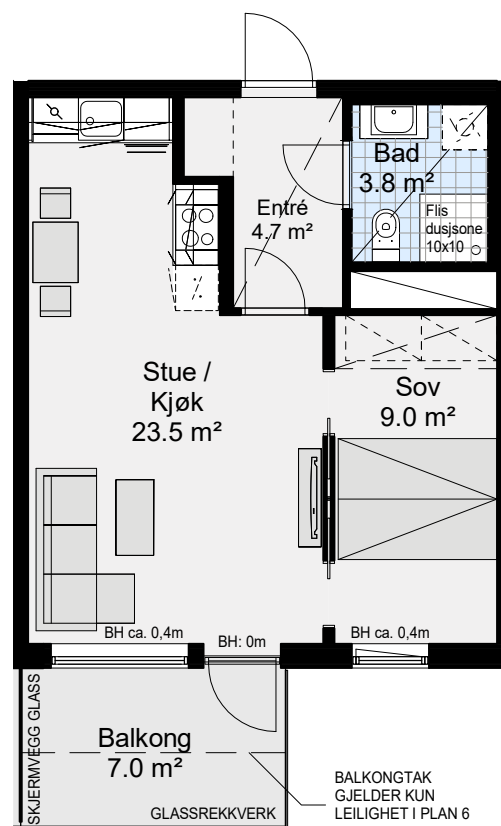 Bad
3.8 m²
Flis
dusjsone
10x10
Entré
4.7 m²
Stue /
Kjøk
23.5 m²
Sov
9.0 m²
BH ca. 0,4m
BH: 0m
BH ca. 0,4m
SKJERMVEGG GLASS
Balkong
7.0 m²
GLASSREKKVERK
BALKONGTAK
GJELDER KUN
LEILIGHET I PLAN 6